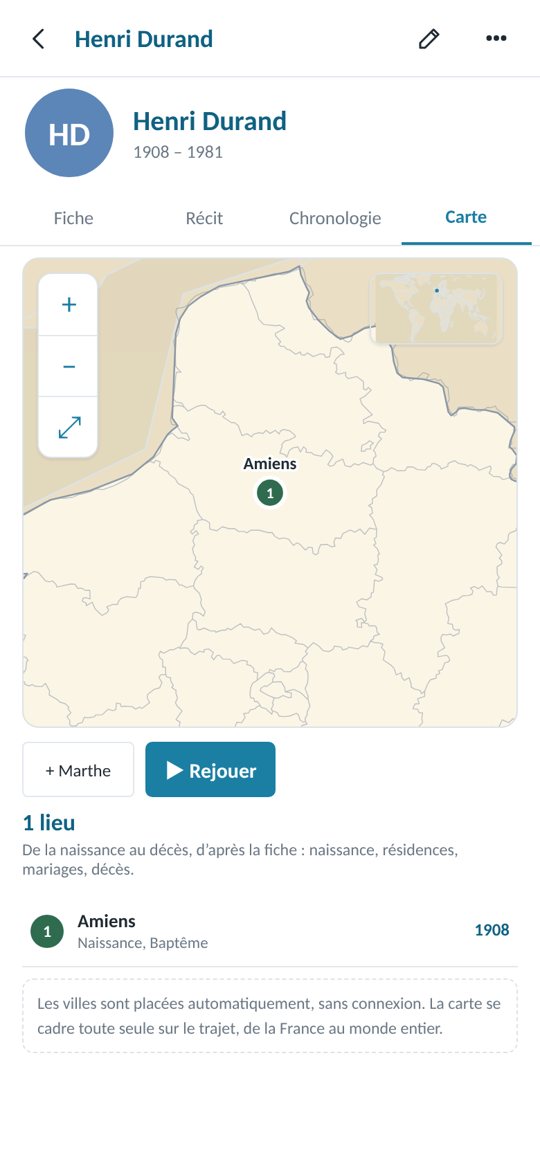 Henri Durand
HD
Henri Durand
1908 – 1981
Fiche
Récit
Chronologie
Carte
+
−
Amiens
1
+ Marthe
▶ Rejouer
1 lieu
De la naissance au décès, d’après la fiche : naissance, résidences,
mariages, décès.
1
Amiens
1908
Naissance, Baptême
Les villes sont placées automatiquement, sans connexion. La carte se
cadre toute seule sur le trajet, de la France au monde entier.